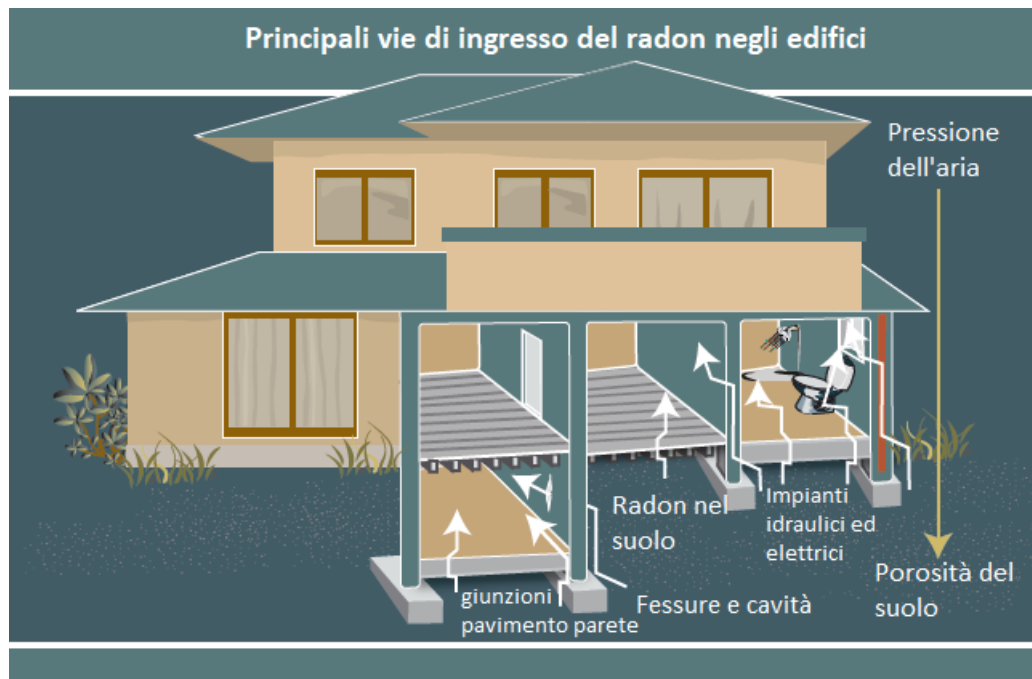 Principali vie di ingresso del radon negli edifici
Pressione
dell'aria
Radon nel
suolo
Impianti
idraulici ed
elettrici
Porosità del
suolo
giunzioni
pavimento parete
Fessure e cavità